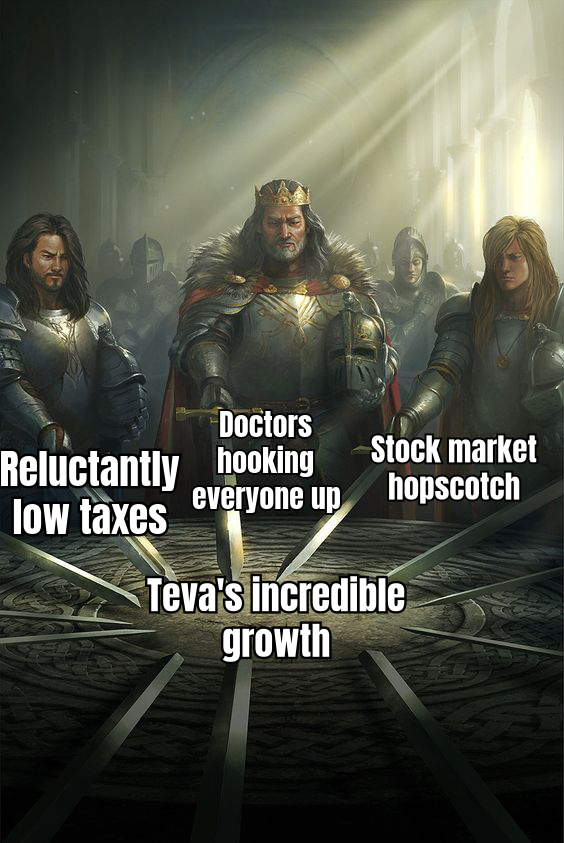 Reluctantly
low taxes
Doctors
hooking
everyone up
Stock market
hopscotch
Teva's incredible
growth